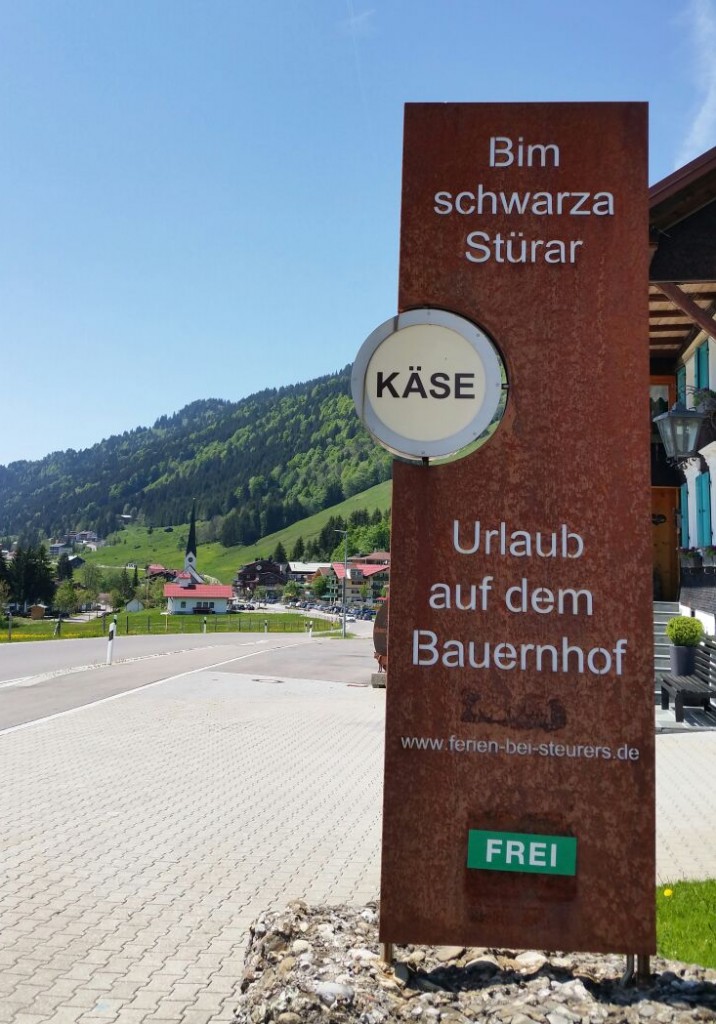 Bim
schwarza
Stürar
KÄSE
Urlaub
auf dem
Bauernhof
www.ferien-bei-steurers.de
FREI